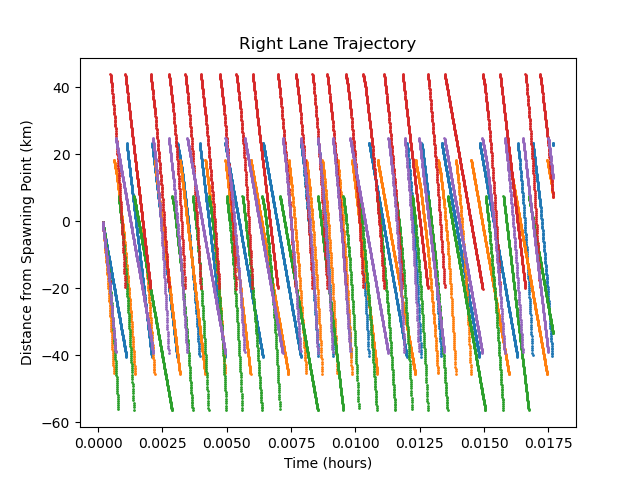 Right Lane Trajectory
Distance from Spawning Point (km)
40
20
0
−20
−40
−60
0.0000 0.0025 0.0050 0.0075 0.0100 0.0125 0.0150 0.0175
Time (hours)